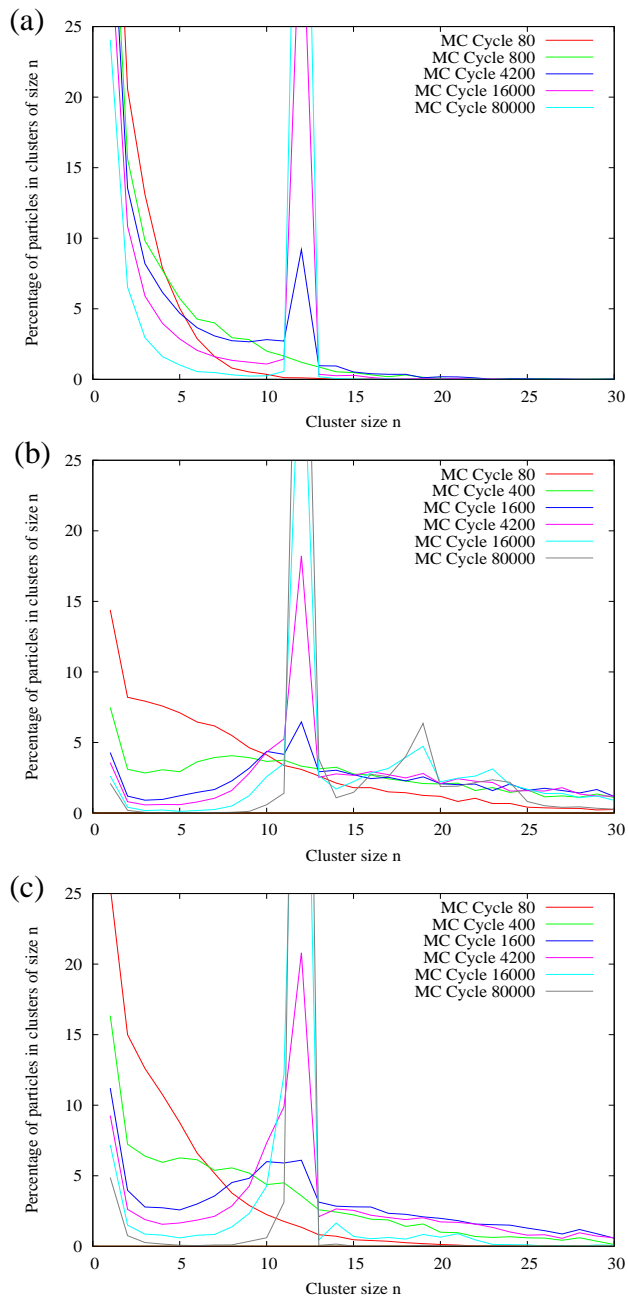 (a)
Percentage of particles in clusters of size n
25
20
15
10
5
0
0 5 10 15 20 25 30
Cluster size n
MC Cycle 80
MC Cycle 800
MC Cycle 4200
MC Cycle 16000
MC Cycle 80000
(b)
Percentage of particles in clusters of size n
25
20
15
10
5
0
0 5 10 15 20 25 30
Cluster size n
MC Cycle 80
MC Cycle 400
MC Cycle 1600
MC Cycle 4200
MC Cycle 16000
MC Cycle 80000
(c)
Percentage of particles in clusters of size n
25
20
15
10
5
0
0 5 10 15 20 25 30
Cluster size n
MC Cycle 80
MC Cycle 400
MC Cycle 1600
MC Cycle 4200
MC Cycle 16000
MC Cycle 80000